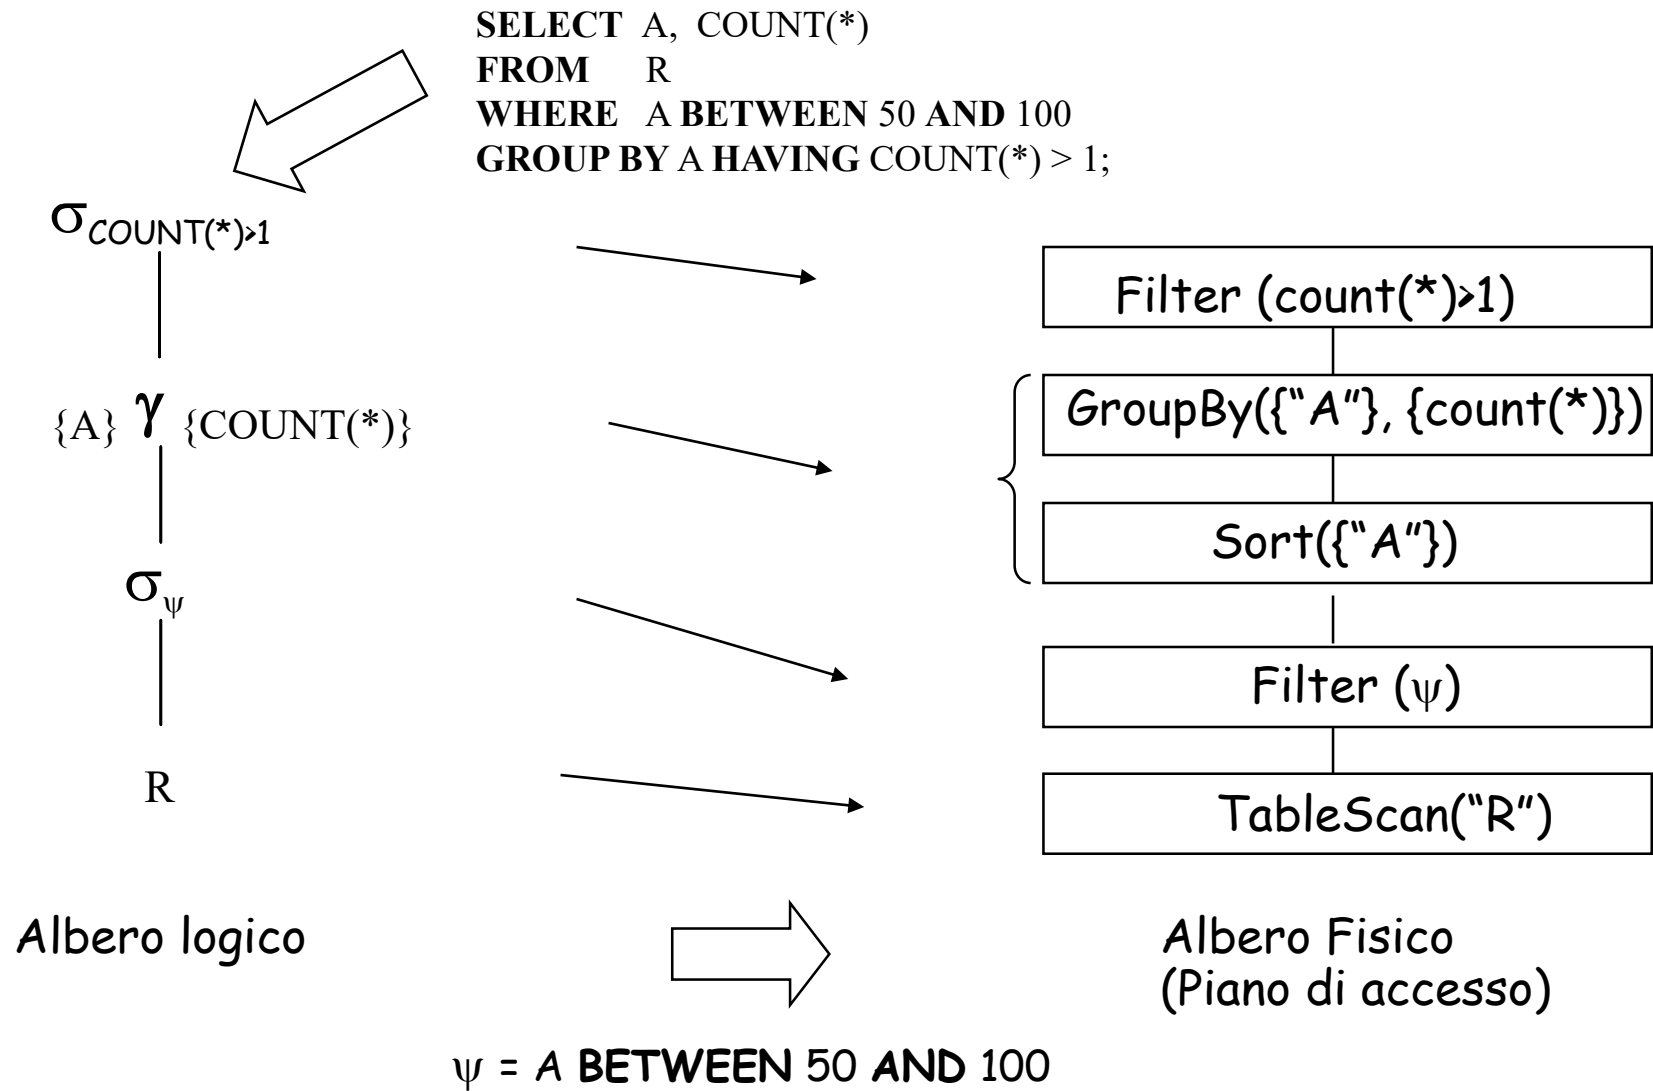 SELECT A, COUNT(*)
FROM R
WHERE A BETWEEN 50 AND 100
GROUP BY A HAVING COUNT(*) > 1;
σCOUNT(*)>1
Filter (count(*)>1)
{A} γ {COUNT(*)}
GroupBy({“A”}, {count(*)})
Sort({“A”})
σψ
Filter (ψ)
R
TableScan(“R”)
Albero logico
Albero Fisico
(Piano di accesso)
ψ = A BETWEEN 50 AND 100